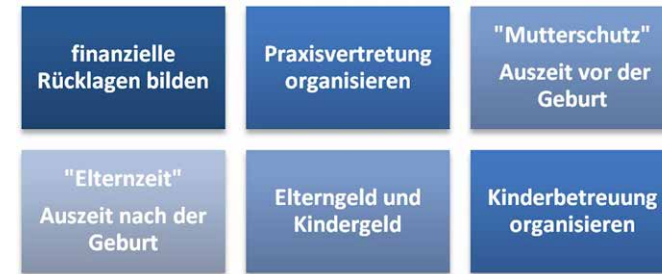 finanzielle
Rücklagen bilden
Praxisvertretung
organisieren
"Mutterschutz"
Auszeit vor der
Geburt
"Elternzeit"
Auszeit nach der
Geburt
Elterngeld und
Kindergeld
Kinderbetreuung
organisieren